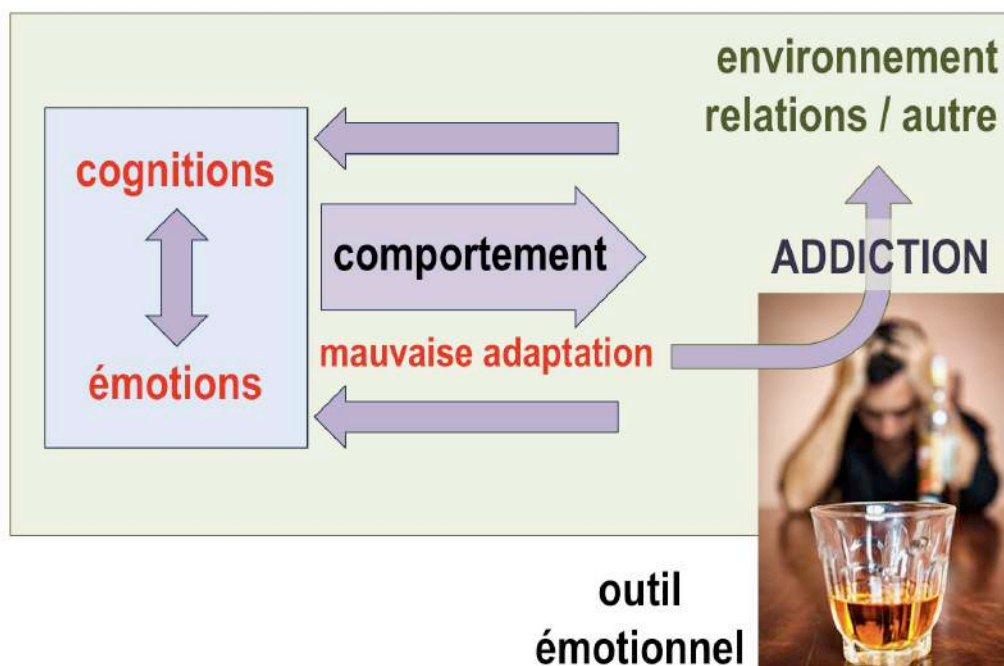 environnement
relations / autre
cognitions
comportement
ADDICTION
mauvaise adaptation
émotions
outil
émotionnel